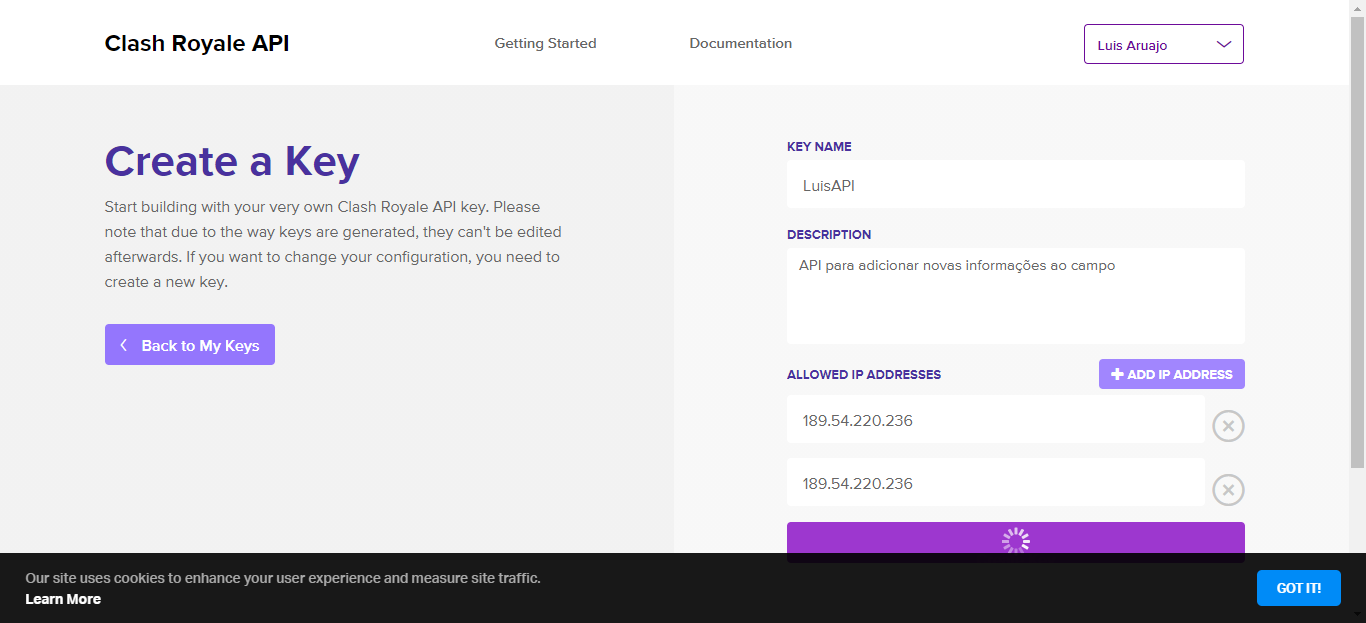 Clash Royale API
Getting Started
Documentation
Luis Aruajo
Create a Key
Start building with your very own Clash Royale API key. Please
note that due to the way keys are generated, they can't be edited
afterwards. If you want to change your configuration, you need to
create a new key.
Back to My Keys
KEY NAME
LuisAPI
DESCRIPTION
API para adicionar novas informações ao campo
ALLOWED IP ADDRESSES
ADD IP ADDRESS
189.54.220.236
189.54.220.236
Our site uses cookies to enhance your user experience and measure site traffic.
Learn More
GOT IT!